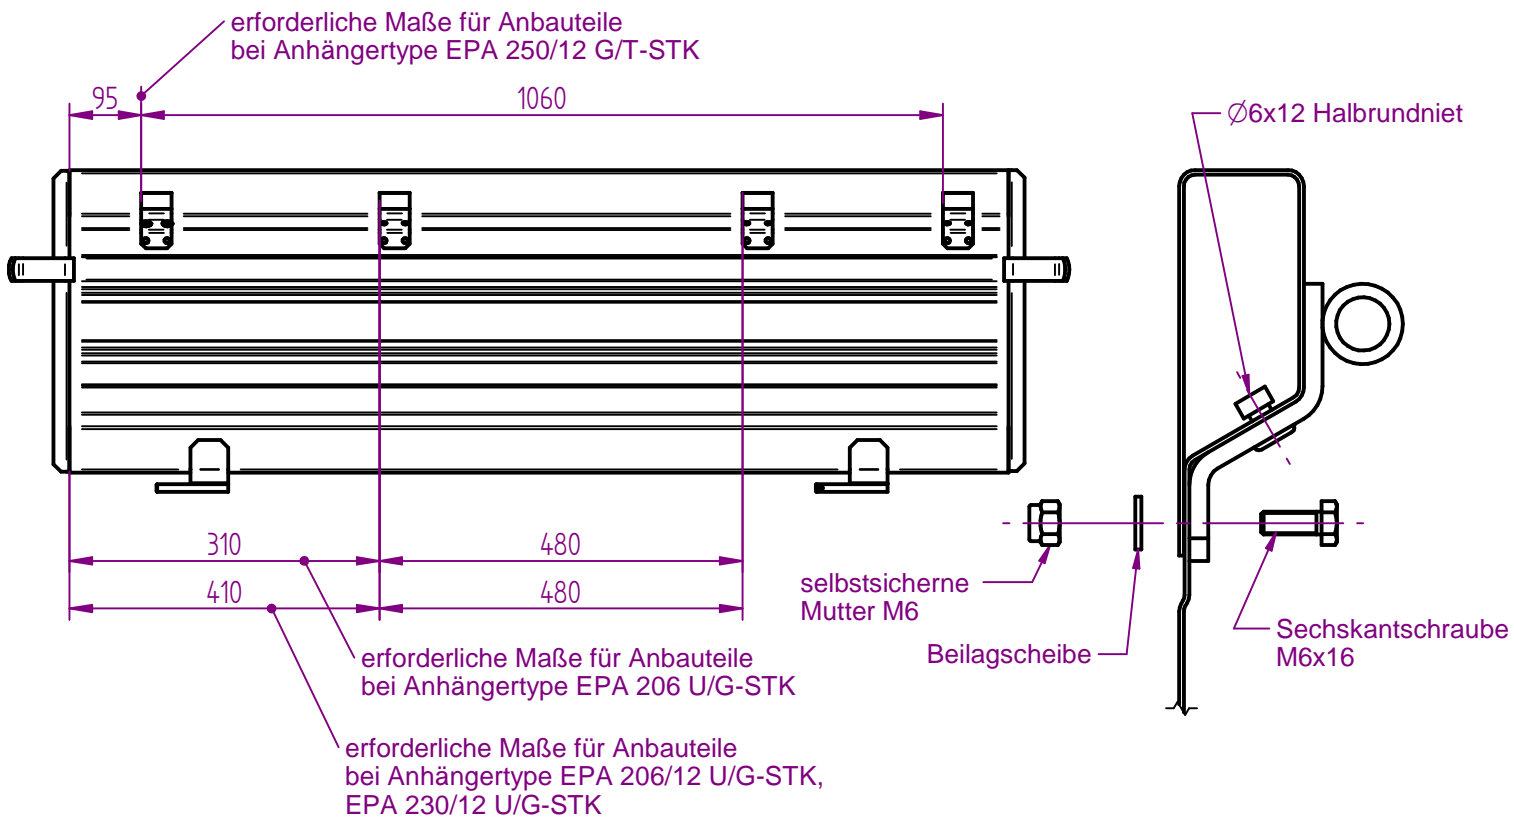 erforderliche Maße für Anbauteile
bei Anhängertype EPA 250/12 G/T-STK
95
1060
Ø6x12 Halbrundniet
310
480
410
480
selbstsicherne
Mutter M6
Beilagscheibe
Sechskantschraube
M6x16
erforderliche Maße für Anbauteile
bei Anhängertype EPA 206 U/G-STK
erforderliche Maße für Anbauteile
bei Anhängertype EPA 206/12 U/G-STK,
EPA 230/12 U/G-STK